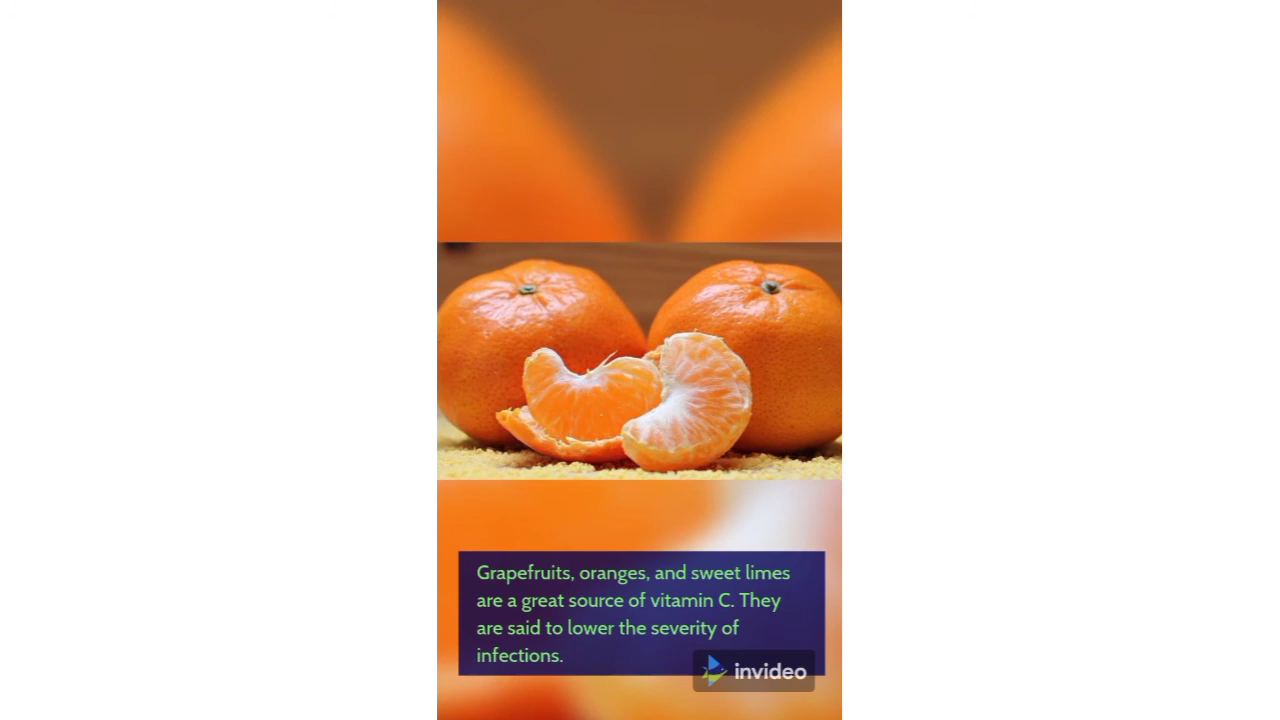 Grapefruits, oranges, and sweet limes
are a great source of vitamin C. They
are said to lower the severity of
infections.
invideo